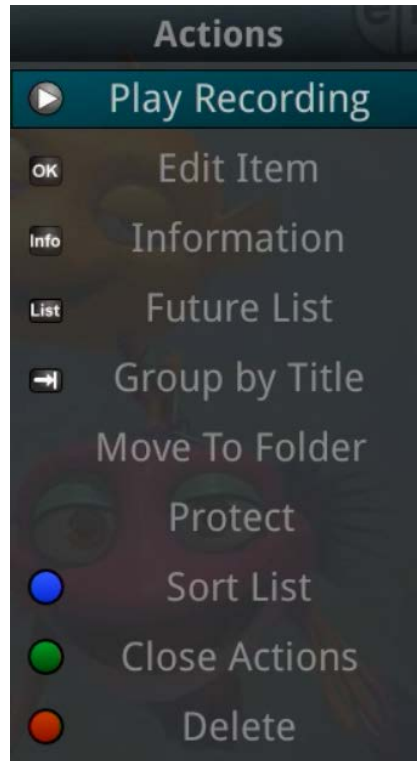 Actions
Play Recording
OK Edit Item
Info Information
List Future List
Group by Title
Move To Folder
Protect
Sort List
Close Actions
Delete